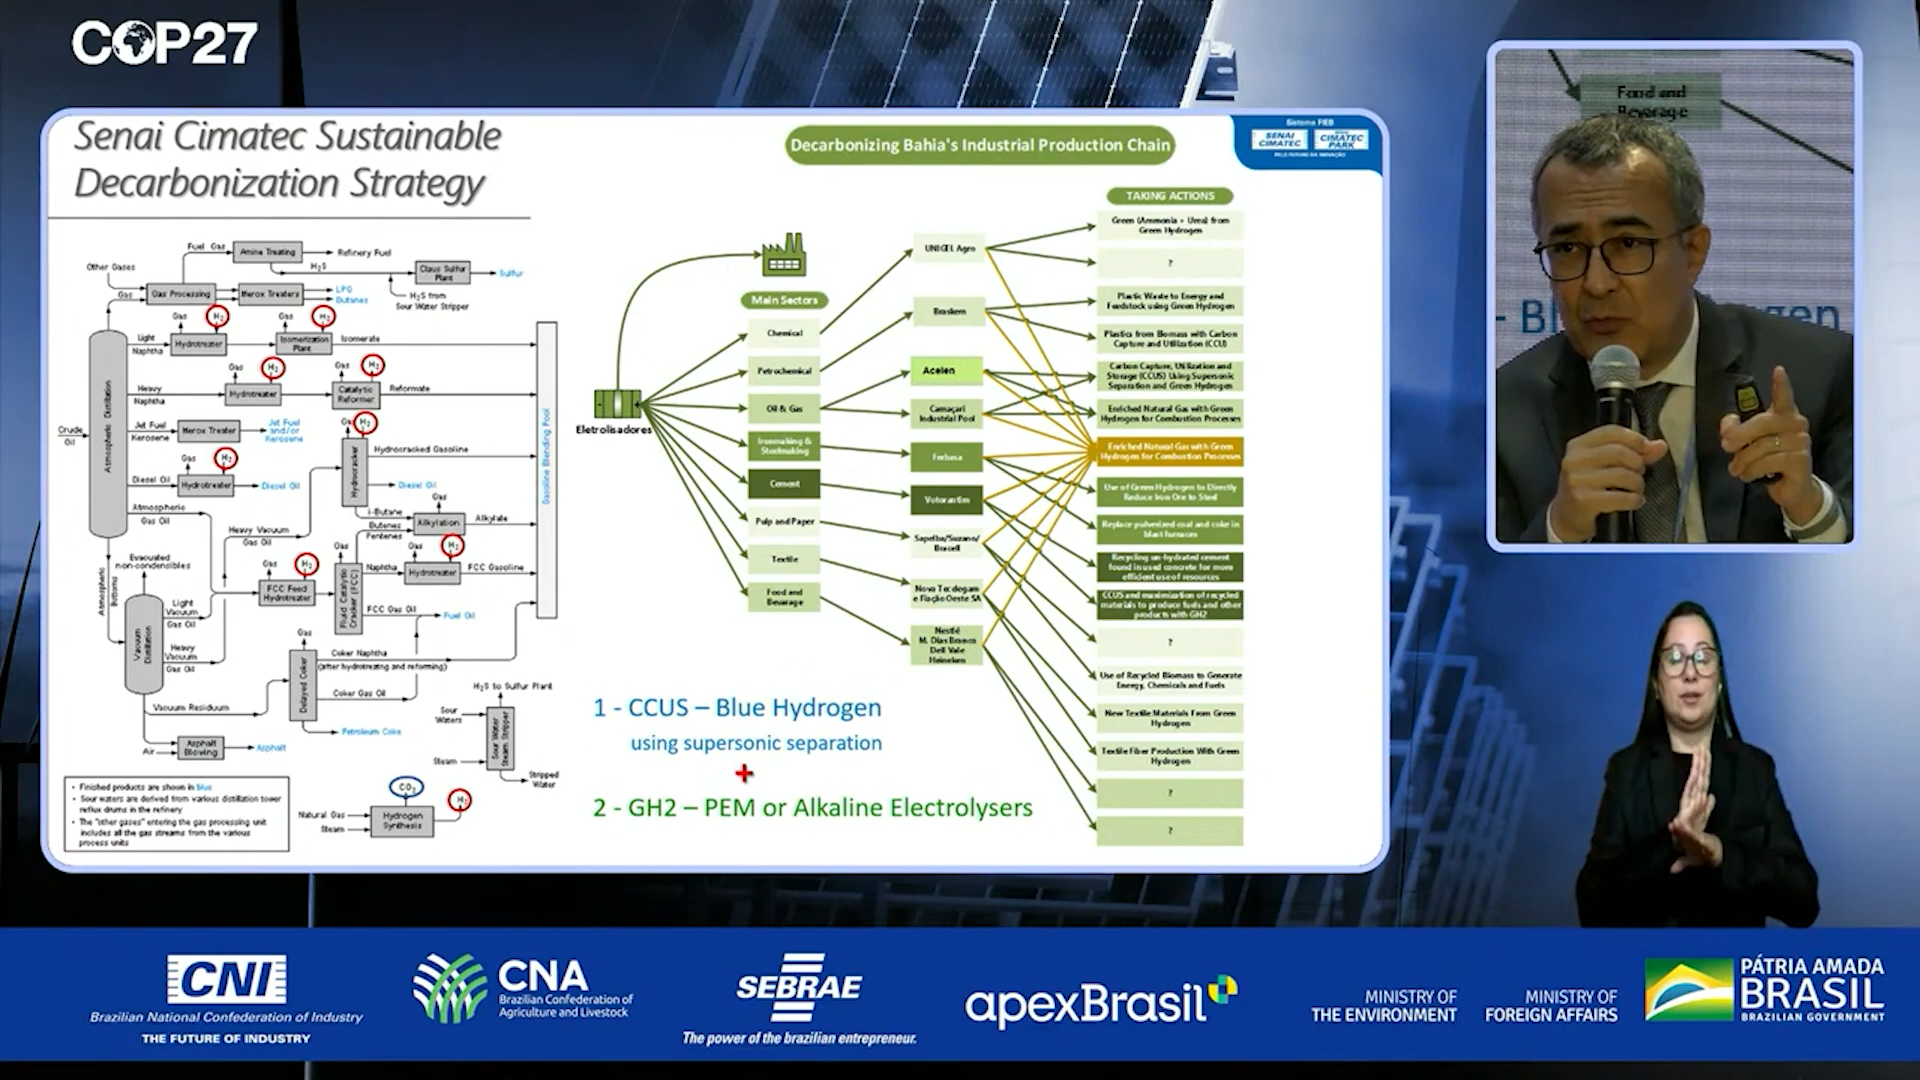 COP27
Senai Cimatec Sustainable
Decarbonization Strategy
Decarbonizing Bahia's Industrial Production Chain
Sistema FIEB
SENAI
CIMATEC
CIMATEC
PARK
Fuel Gas
Amine Treating
Refinery Fuel
Other Gases
H₂S
Claus Sulfur
Plant
Sulfur
Gas
Gas Processing
Merox Treaters
LPG
Butanes
H₂S from
Sour Water Stripper
Gas
H₂
Gas
H₂
Light
Naphtha
Hydrotreater
Isomerization
Plant
Isomerate
Gas
H₂
Gas
H₂
Heavy
Naphtha
Hydrotreater
Catalytic
Reformer
Reformate
Crude
Oil
Atmospheric Distillation
Jet Fuel
Kerosene
Merox Treater
Jet Fuel
and/or
Kerosene
Gas
H₂
Hydrocracker
Hydrocracked Gasoline
Gasoline Blending Pool
Gas
H₂
Diesel Oil
Hydrotreater
Diesel Oil
Diesel Oil
Gas
Atmospheric
Gas Oil
i-Butane
Butenes
Pentenes
Alkylation
Alkylate
Heavy Vacuum
Gas Oil
Evacuated
non-condensibles
Atmospheric
Bottoms
Gas
H₂
FCC Feed
Hydrotreater
Gas
Fluid Catalytic
Cracker (FCC)
Naphtha
Gas
H₂
Hydrotreater
FCC Gasoline
Light
Vacuum
Gas Oil
FCC Gas Oil
Fuel Oil
Vacuum
Distillation
Heavy
Vacuum
Gas Oil
Gas
Delayed Coker
Coker Naphtha
(after hydrotreating and reforming)
Coker Gas Oil
Vacuum Residuum
Petroleum Coke
Air
Asphalt
Blowing
Asphalt
H₂S to Sulfur Plant
Sour
Waters
Sour Water
Steam Stripper
Steam
Stripped
Water
• Finished products are shown in blue
• Sour waters are derived from various distillation tower
reflux drums in the refinery
• The "other gases" entering the gas processing unit
includes all the gas streams from the various
process units
CO₂
H₂
Natural Gas
Steam
Hydrogen
Synthesis
Eletrolisadores
Main Sectors
Chemical
Petrochemical
Oil & Gas
Ironmaking &
Steelmaking
Cement
Pulp and Paper
Textile
Food and
Bevarage
UNIGEL Agro
Braskem
Acelen
Camaçari
Industrial Pool
Ferbasa
Votorantim
Sapelba/Suzano/
Bracell
Nova Tecdegam
e Fiação Oeste SA
Nestlé
M. Dias Branco
Dell Vale
Heineken
TAKING ACTIONS
Green (Ammonia + Urea) from
Green Hydrogen
?
Plastic Waste to Energy and
Feedstock using Green Hydrogen
Plastics from Biomass with Carbon
Capture and Utilization (CCU)
Carbon Capture, Utilization and
Storage (CCUS) Using Supersonic
Separation and Green Hydrogen
Enriched Natural Gas with Green
Hydrogen for Combustion Processes
Enriched Natural Gas with Green
Hydrogen for Combustion Processes
Use of Green Hydrogen to Directly
Reduce Iron Ore to Steel
Replace pulverized coal and coke in
blast furnaces
Recycling un-hydrated cement
found in used concrete for more
efficient use of resources
CCUS and maximization of recycled
materials to produce fuels and other
products with GH2
?
Use of Recycled Biomass to Generate
Energy, Chemicals and Fuels
New Textile Materials From Green
Hydrogen
Textile Fiber Production With Green
Hydrogen
?
?
1 - CCUS – Blue Hydrogen
using supersonic separation
+
2 - GH2 – PEM or Alkaline Electrolysers
Food and
Beverage
CNI
Brazilian National Confederation of Industry
THE FUTURE OF INDUSTRY
CNA
Brazilian Confederation of
Agriculture and Livestock
SEBRAE
The power of the brazilian entrepreneur.
apexBrasil
MINISTRY OF
THE ENVIRONMENT
MINISTRY OF
FOREIGN AFFAIRS
PÁTRIA AMADA
BRASIL
BRAZILIAN GOVERNMENT